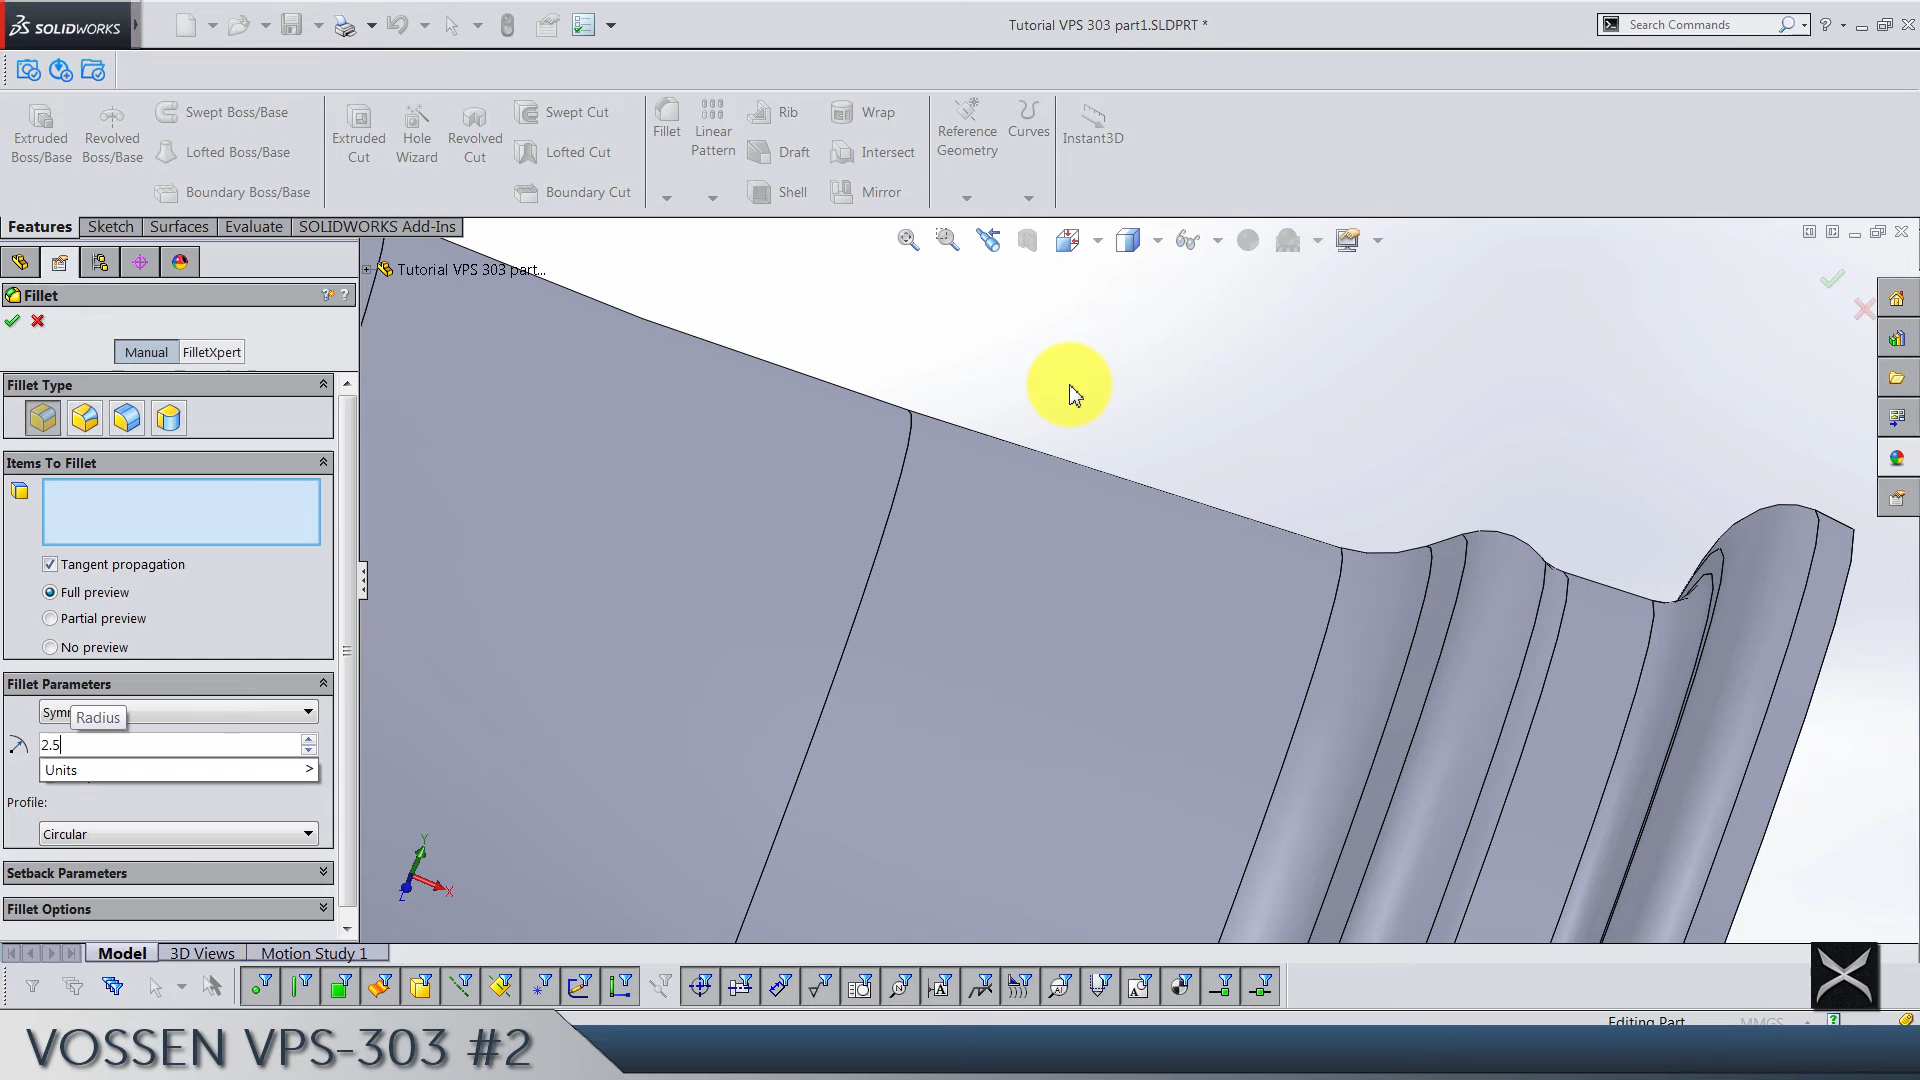 SOLIDWORKS
Tutorial VPS 303 part1.SLDPRT *
Search Commands
Extruded Boss/Base
Revolved Boss/Base
Swept Boss/Base
Lofted Boss/Base
Boundary Boss/Base
Extruded Cut
Hole Wizard
Revolved Cut
Swept Cut
Lofted Cut
Boundary Cut
Fillet
Linear Pattern
Rib
Draft
Shell
Wrap
Intersect
Mirror
Reference Geometry
Curves
Instant3D
Features Sketch Surfaces Evaluate SOLIDWORKS Add-Ins
Tutorial VPS 303 part...
Fillet
Manual FilletXpert
Fillet Type
Items To Fillet
Tangent propagation
Full preview
Partial preview
No preview
Fillet Parameters
Symm
Radius
2.5
Units >
Profile:
Circular
Setback Parameters
Fillet Options
Y
X
Z
Model 3D Views Motion Study 1
Editing Part MMGS
VOSSEN VPS-303 #2